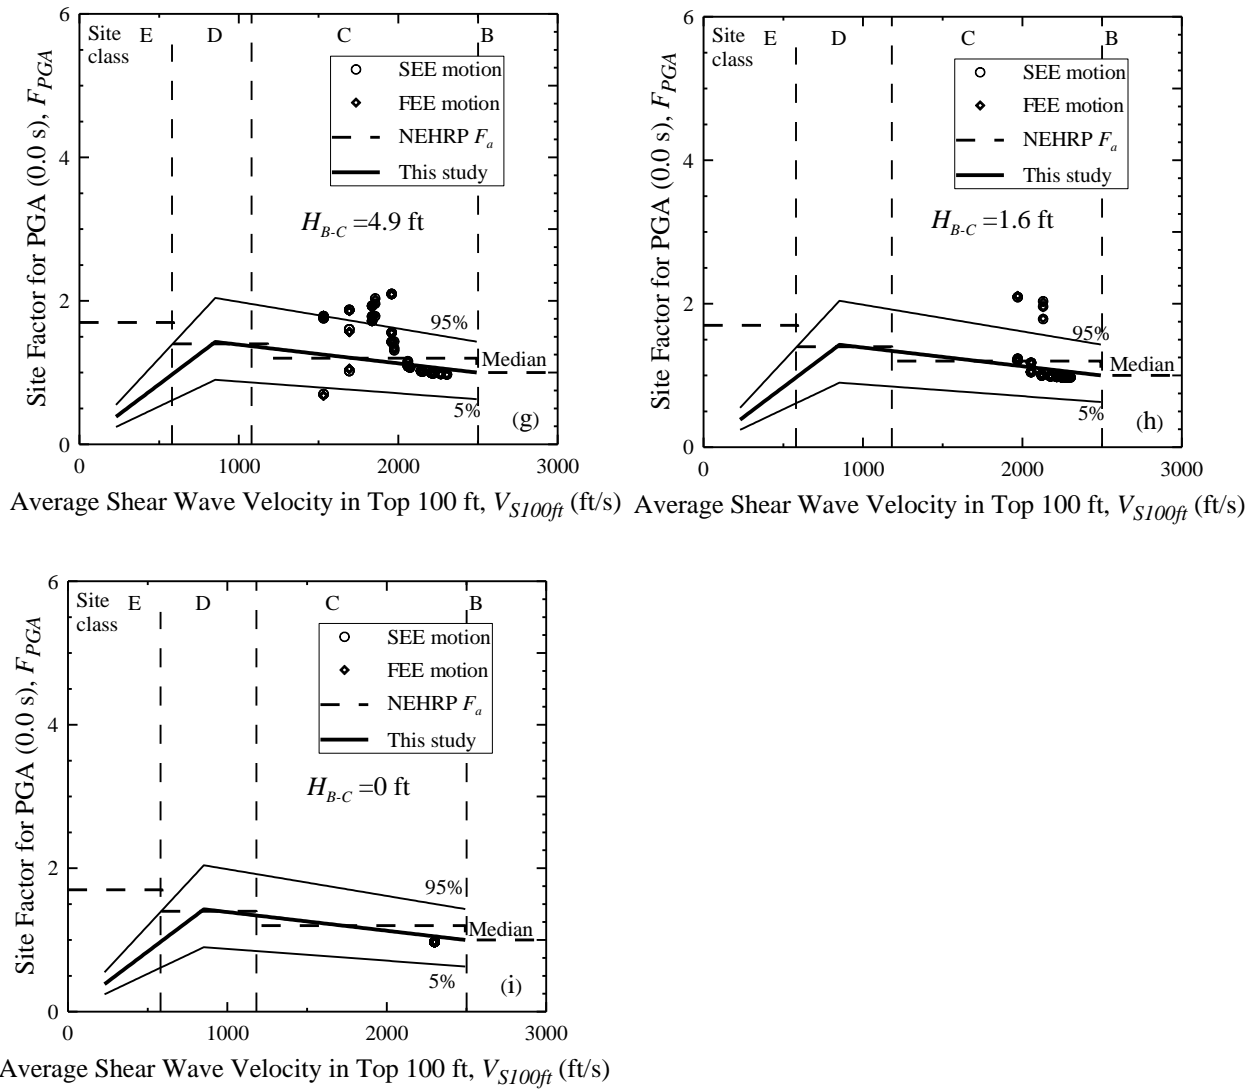 6
Site
class
E
D
C
B
SEE motion
FEE motion
NEHRP Fa
This study
4
H_B-C =4.9 ft
2
95%
Median
5%
(g)
0
0
1000
2000
3000
Site Factor for PGA (0.0 s), F_PGA
Average Shear Wave Velocity in Top 100 ft, V_S100ft (ft/s)
6
Site
class
E
D
C
B
SEE motion
FEE motion
NEHRP Fa
This study
4
H_B-C =1.6 ft
2
95%
Median
5%
(h)
0
0
1000
2000
3000
Site Factor for PGA (0.0 s), F_PGA
Average Shear Wave Velocity in Top 100 ft, V_S100ft (ft/s)
6
Site
class
E
D
C
B
SEE motion
FEE motion
NEHRP Fa
This study
4
H_B-C =0 ft
2
95%
Median
5%
(i)
0
0
1000
2000
3000
Site Factor for PGA (0.0 s), F_PGA
Average Shear Wave Velocity in Top 100 ft, V_S100ft (ft/s)